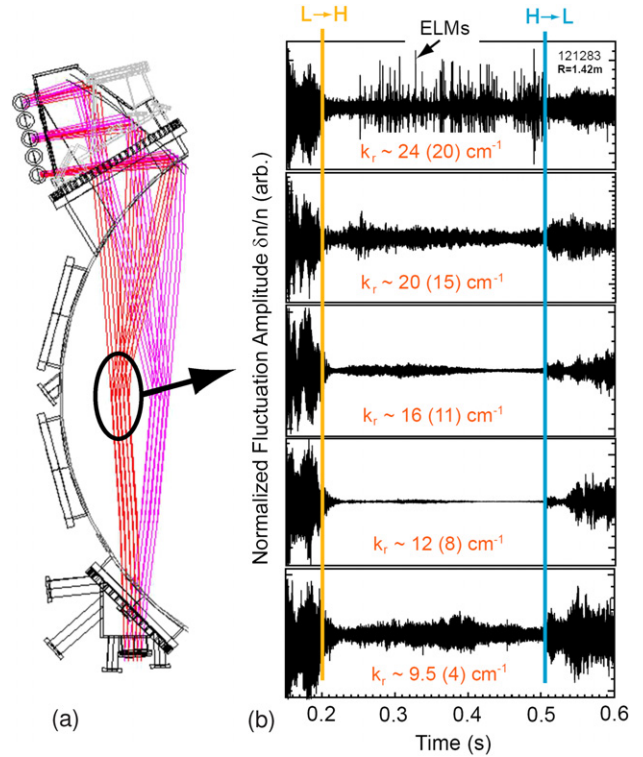 L→H
H→L
ELMs
121283
R=1.42m
Normalized Fluctuation Amplitude δn/n (arb.)
k_r ~ 24 (20) cm⁻¹
k_r ~ 20 (15) cm⁻¹
k_r ~ 16 (11) cm⁻¹
k_r ~ 12 (8) cm⁻¹
k_r ~ 9.5 (4) cm⁻¹
0.2 0.3 0.4 0.5 0.6
Time (s)
(a)
(b)